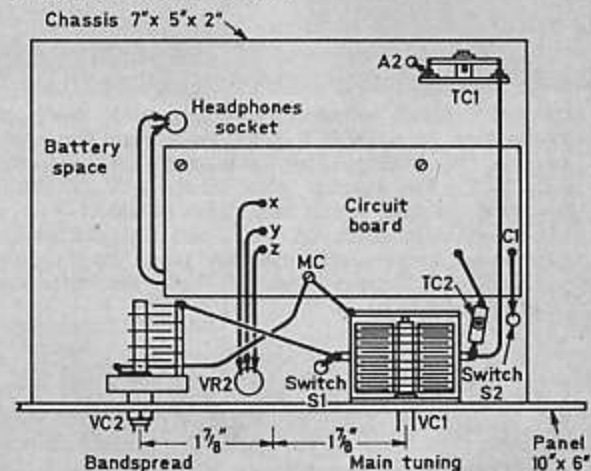 Chassis 7"x 5"x 2"
A2
TC1
Headphones
socket
Battery
space
x
y
z
Circuit
board
C1
MC
TC2
VR2
Switch
S1
Switch
S2
VC2
VC1
1⅞"
1⅞"
Bandspread
Main tuning
Panel
10"x 6"